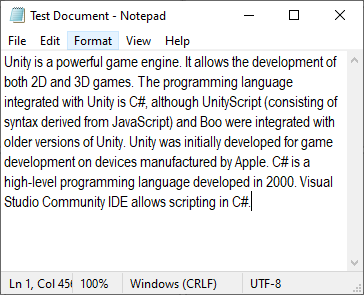 Test Document - Notepad
File Edit Format View Help
Unity is a powerful game engine. It allows the development of
both 2D and 3D games. The programming language
integrated with Unity is C#, although UnityScript (consisting of
syntax derived from JavaScript) and Boo were integrated with
older versions of Unity. Unity was initially developed for game
development on devices manufactured by Apple. C# is a
high-level programming language developed in 2000. Visual
Studio Community IDE allows scripting in C#.
Ln 1, Col 450 100% Windows (CRLF) UTF-8